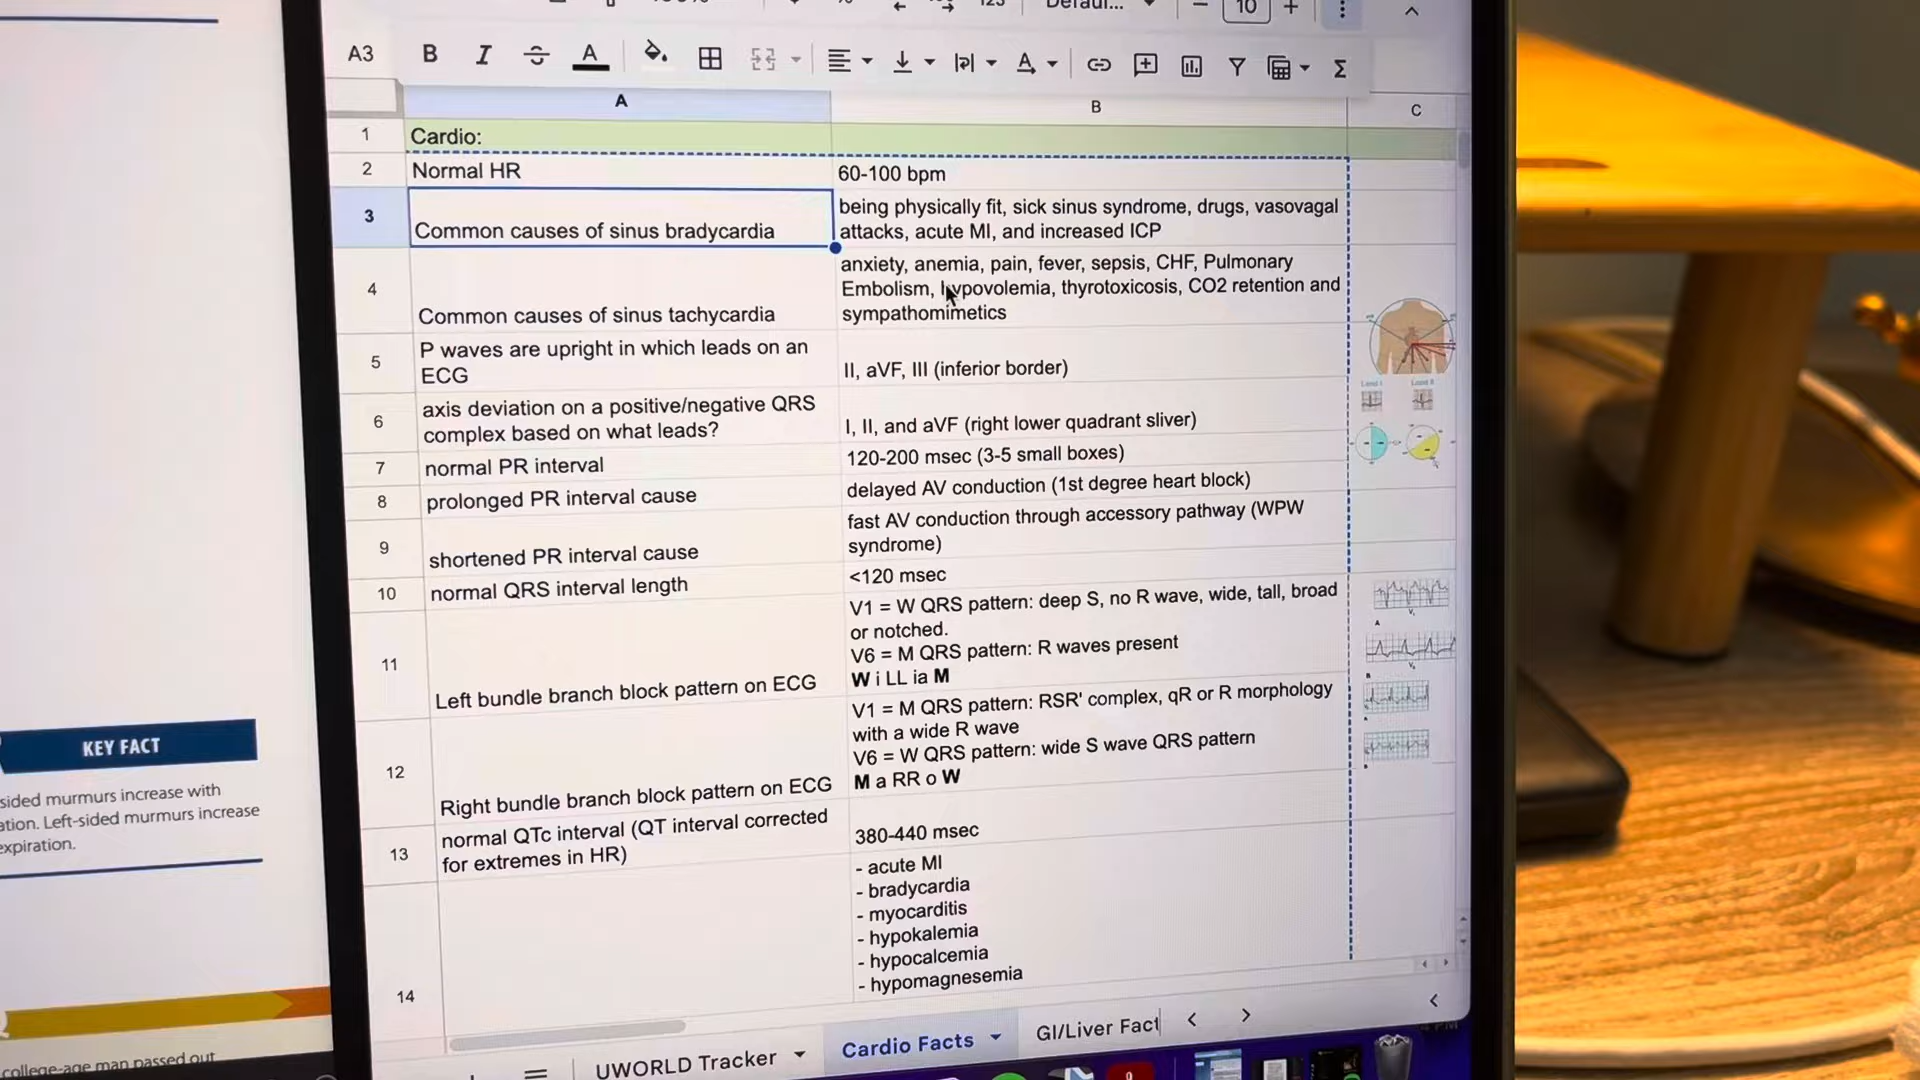 10
A3
B
I
A
A
B
C
1
Cardio:
2
Normal HR
60-100 bpm
3
Common causes of sinus bradycardia
being physically fit, sick sinus syndrome, drugs, vasovagal
attacks, acute MI, and increased ICP
4
Common causes of sinus tachycardia
anxiety, anemia, pain, fever, sepsis, CHF, Pulmonary
Embolism, hypovolemia, thyrotoxicosis, CO2 retention and
sympathomimetics
5
P waves are upright in which leads on an
ECG
II, aVF, III (inferior border)
6
axis deviation on a positive/negative QRS
complex based on what leads?
I, II, and aVF (right lower quadrant sliver)
7
normal PR interval
120-200 msec (3-5 small boxes)
8
prolonged PR interval cause
delayed AV conduction (1st degree heart block)
9
shortened PR interval cause
fast AV conduction through accessory pathway (WPW
syndrome)
10
normal QRS interval length
<120 msec
11
Left bundle branch block pattern on ECG
V1 = W QRS pattern: deep S, no R wave, wide, tall, broad
or notched.
V6 = M QRS pattern: R waves present
W i LL ia M
12
Right bundle branch block pattern on ECG
V1 = M QRS pattern: RSR' complex, qR or R morphology
with a wide R wave
V6 = W QRS pattern: wide S wave QRS pattern
M a RR o W
13
normal QTc interval (QT interval corrected
for extremes in HR)
380-440 msec
14
- acute MI
- bradycardia
- myocarditis
- hypokalemia
- hypocalcemia
- hypomagnesemia
UWORLD Tracker
Cardio Facts
GI/Liver Fact
KEY FACT
sided murmurs increase with
ation. Left-sided murmurs increase
expiration.
college-age man passed out